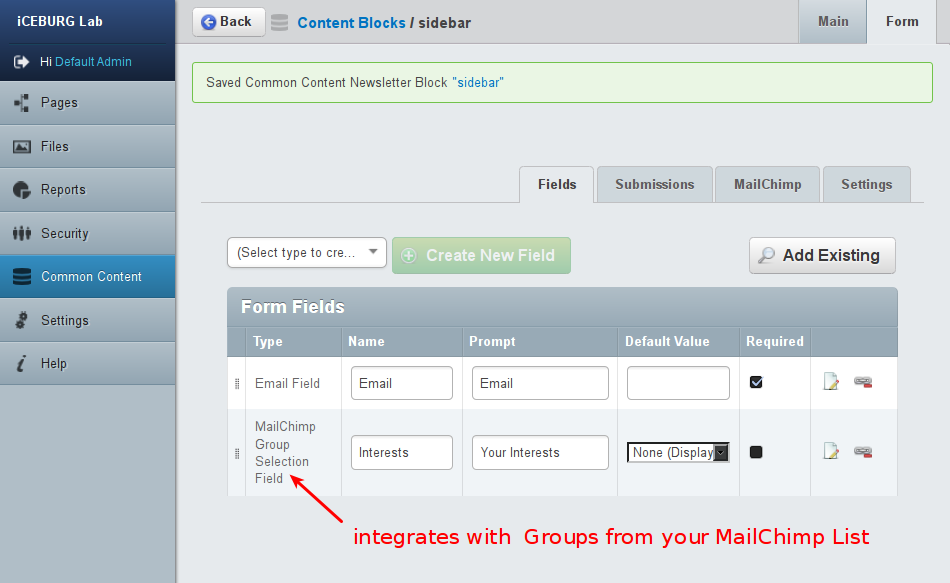 iCEBURG Lab
Back
Content Blocks / sidebar
Main
Form
Hi Default Admin
Pages
Files
Reports
Security
Common Content
Settings
Help
Saved Common Content Newsletter Block "sidebar"
Fields
Submissions
MailChimp
Settings
(Select type to cre...
Create New Field
Add Existing
Form Fields
Type
Name
Prompt
Default Value
Required
Email Field
Email
Email
MailChimp
Group
Selection
Field
Interests
Your Interests
None (Display
integrates with  Groups from your MailChimp List